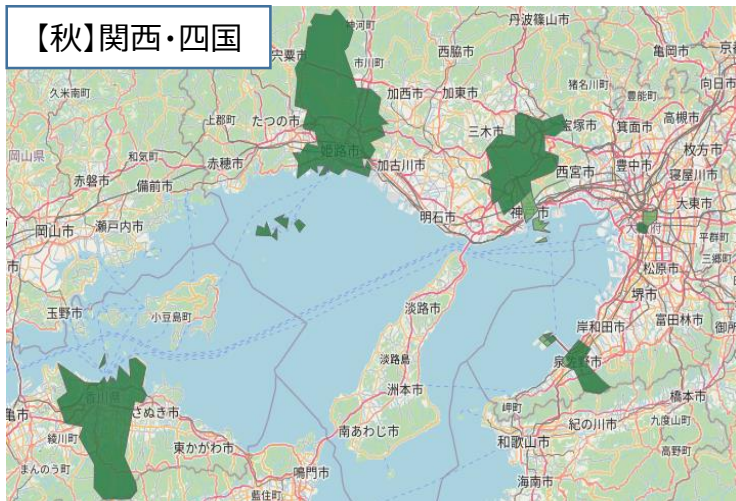 【秋】関西・四国
神河町
丹波篠山市
宍粟市
西脇市
亀岡市
市川町
猪名川町
向日市
久米南町
加西市
加東市
豊能町
上郡町
たつの市
高槻市
三木市
宝塚市
箕面市
枚方市
岡山県
和気町
赤穂市
姫路市
加古川市
西宮市
豊中市
寝屋川市
赤磐市
備前市
大東市
岡山市
瀬戸内市
明石市
神戸市
平群町
三郷町
松原市
玉野市
小豆島町
淡路市
堺市
岸和田市
富田林市
御所
淡路島
泉佐野市
香川県
さぬき市
洲本市
岬町
橋本市
亀市
綾川町
東かがわ市
南あわじ市
和歌山市
紀の川市
九度山町
まんのう町
鳴門市
高野町
藍住町
海南市